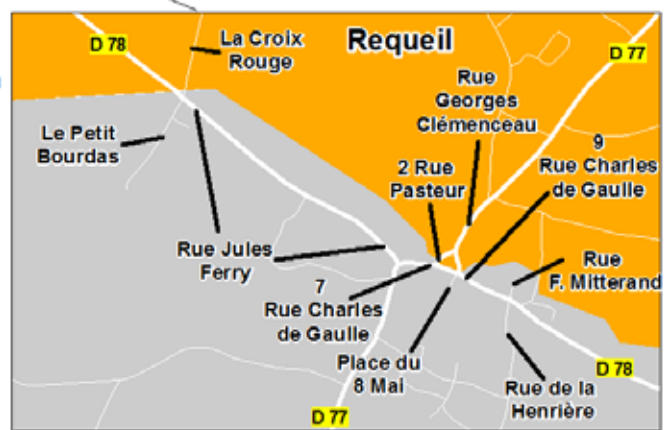 La Croix
Rouge
Requeil
D 78
D 77
Rue
Georges
Clémenceau
Le Petit
Bourdas
9
Rue Charles
de Gaulle
2 Rue
Pasteur
Rue Jules
Ferry
7
Rue Charles
de Gaulle
Rue
F. Mitterand
Place du
8 Mai
D 78
Rue de la
Henrière
D 77